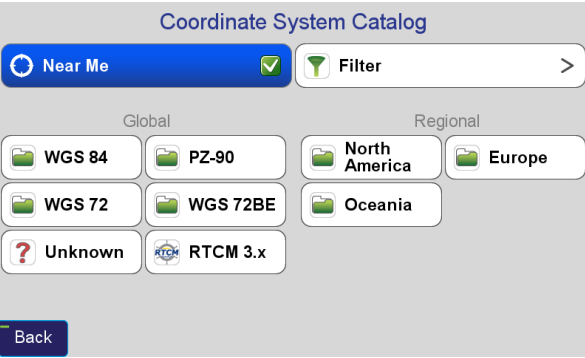 Coordinate System Catalog
Near Me
Filter
>
Global
Regional
WGS 84
PZ-90
North
America
Europe
WGS 72
WGS 72BE
Oceania
?
Unknown
RTCM
RTCM 3.x
Back